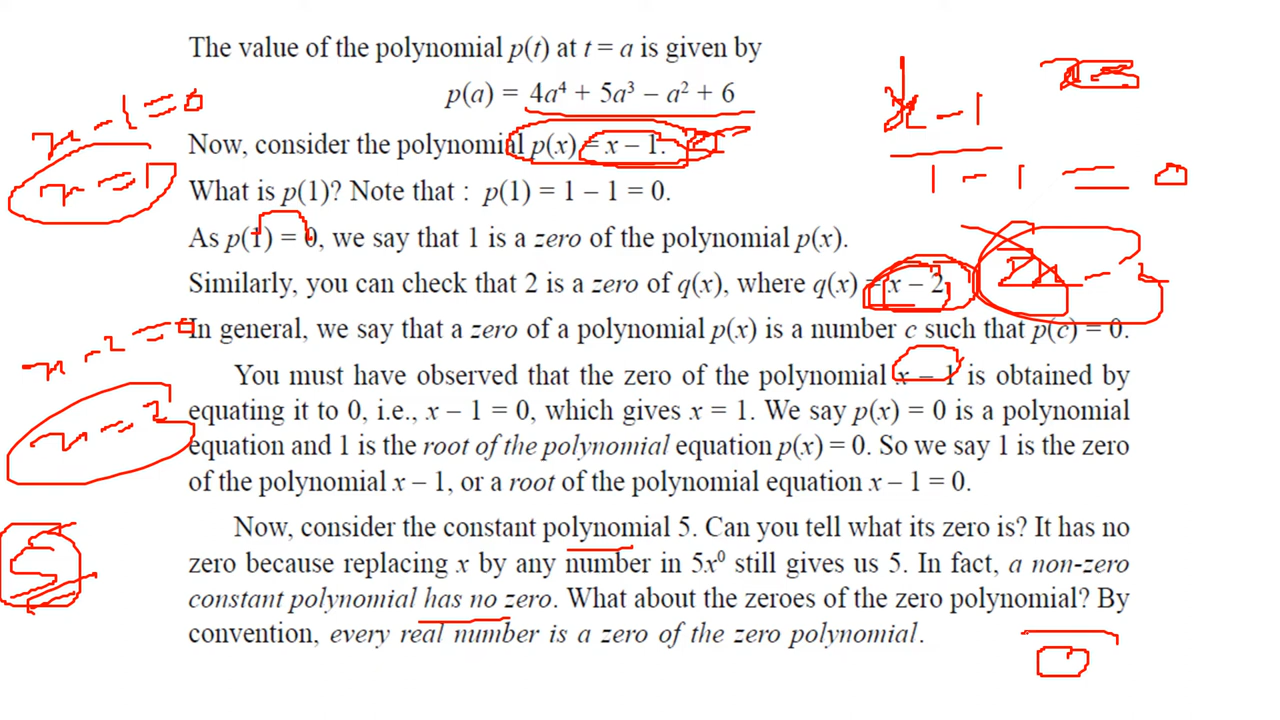 The value of the polynomial p(t) at t = a is given by
p(a) = 4a⁴ + 5a³ – a² + 6
x – 1 = 0
x – 1
Now, consider the polynomial p(x) = x – 1.
x = 1
1 – 1 = 0
What is p(1)? Note that : p(1) = 1 – 1 = 0.
As p(1) = 0, we say that 1 is a zero of the polynomial p(x).
Similarly, you can check that 2 is a zero of q(x), where q(x) = x – 2.
In general, we say that a zero of a polynomial p(x) is a number c such that p(c) = 0.
x – 2 = 0
You must have observed that the zero of the polynomial x – 1 is obtained by
equating it to 0, i.e., x – 1 = 0, which gives x = 1. We say p(x) = 0 is a polynomial
x = 2
equation and 1 is the root of the polynomial equation p(x) = 0. So we say 1 is the zero
of the polynomial x – 1, or a root of the polynomial equation x – 1 = 0.
Now, consider the constant polynomial 5. Can you tell what its zero is? It has no
5
zero because replacing x by any number in 5x⁰ still gives us 5. In fact, a non-zero
constant polynomial has no zero. What about the zeroes of the zero polynomial? By
convention, every real number is a zero of the zero polynomial.
0